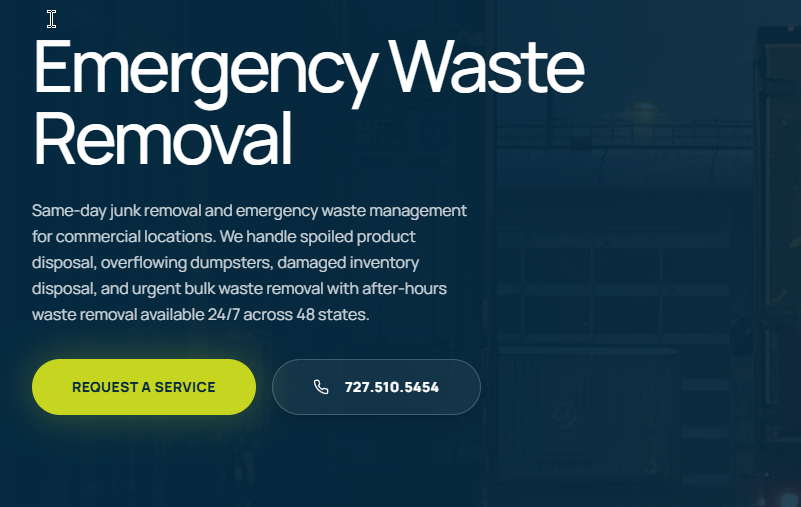 Emergency Waste
Removal
Same-day junk removal and emergency waste management
for commercial locations. We handle spoiled product
disposal, overflowing dumpsters, damaged inventory
disposal, and urgent bulk waste removal with after-hours
waste removal available 24/7 across 48 states.
REQUEST A SERVICE
727.510.5454